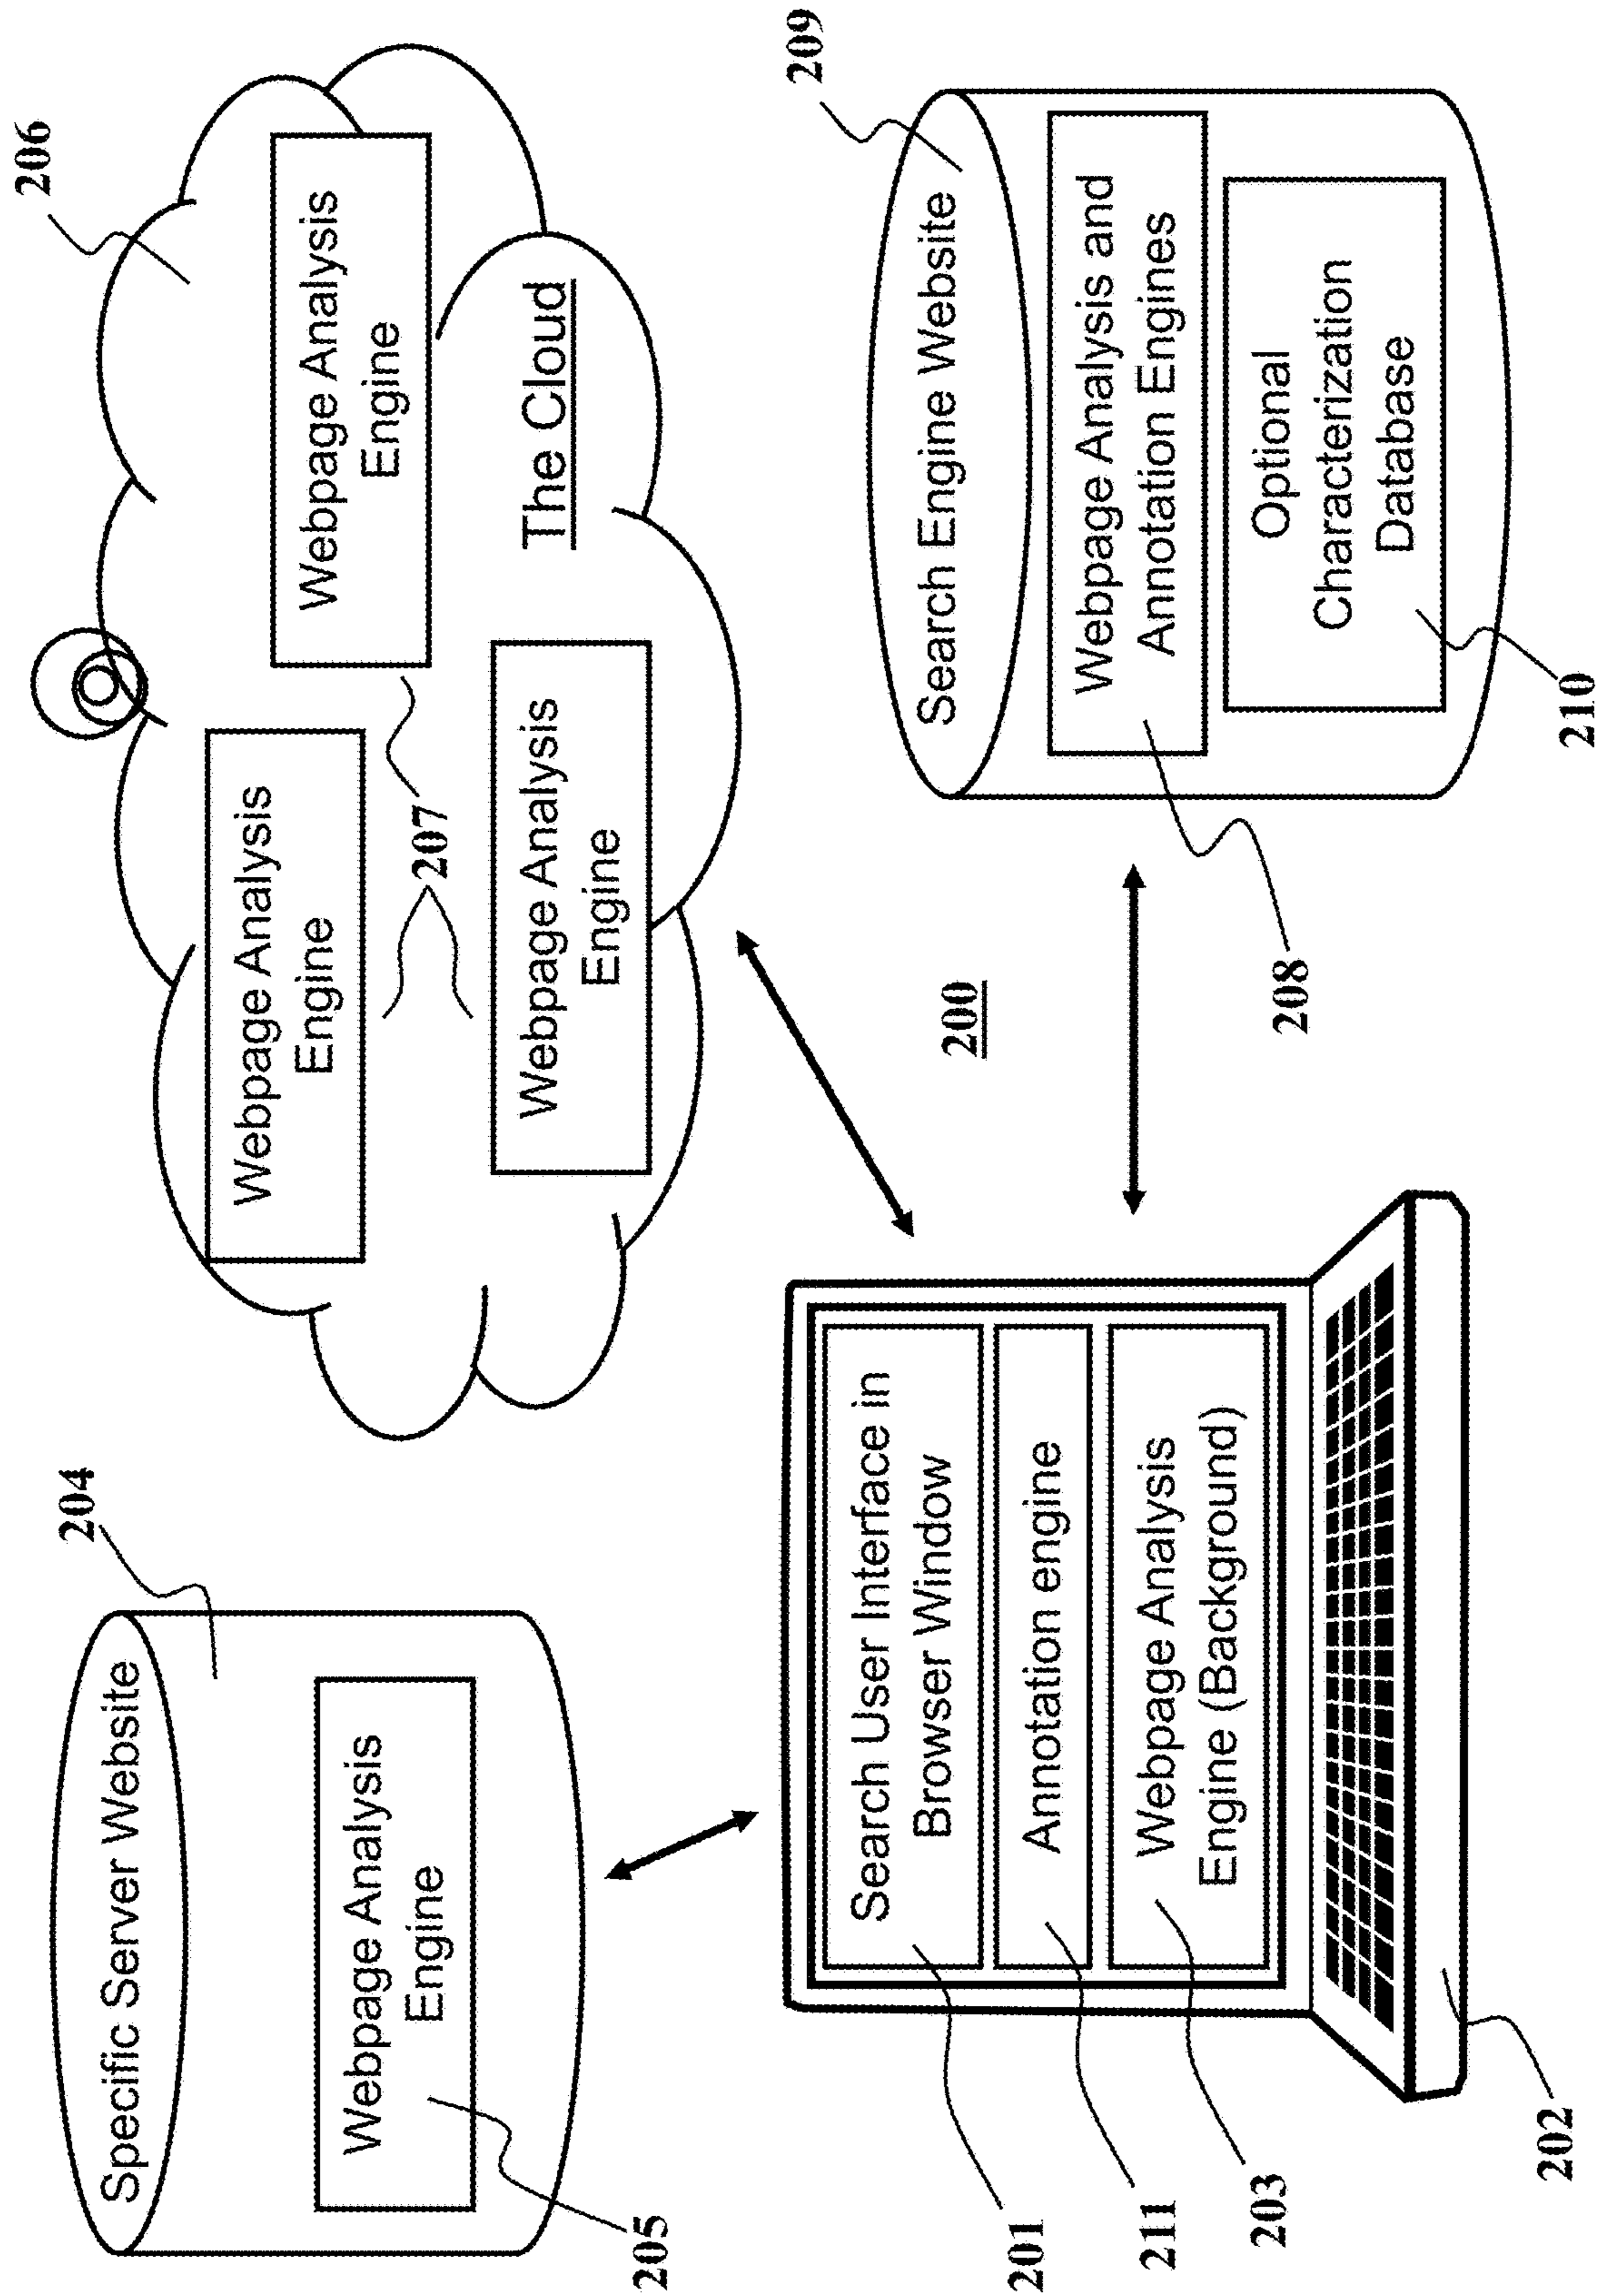 204
Specific Server Website
Webpage Analysis
Engine
205
206
Webpage Analysis
Engine
Webpage Analysis
Engine
207
Webpage Analysis
Engine
The Cloud
200
Search User Interface in
Browser Window
Annotation engine
Webpage Analysis
Engine (Background)
201
211
203
202
209
Search Engine Website
Webpage Analysis and
Annotation Engines
208
Optional
Characterization
Database
210